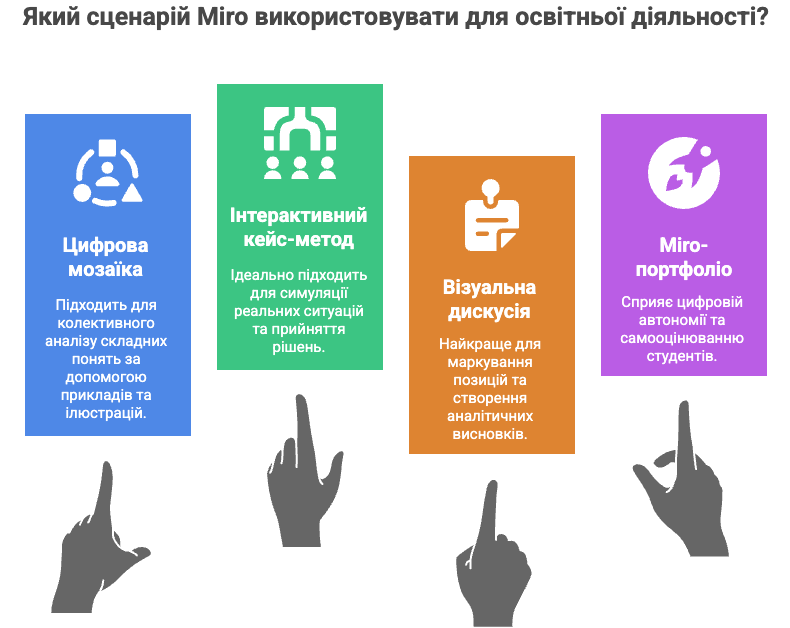 Який сценарій Miro використовувати для освітньої діяльності?
Цифрова
мозаїка
Підходить для
колективного
аналізу складних
понять за
допомогою
прикладів та
ілюстрацій.
Інтерактивний
кейс-метод
Ідеально підходить
для симуляції
реальних ситуацій
та прийняття
рішень.
Візуальна
дискусія
Найкраще для
маркування
позицій та
створення
аналітичних
висновків.
Miro-
портфоліо
Сприяє цифровій
автономії та
самооцінюванню
студентів.